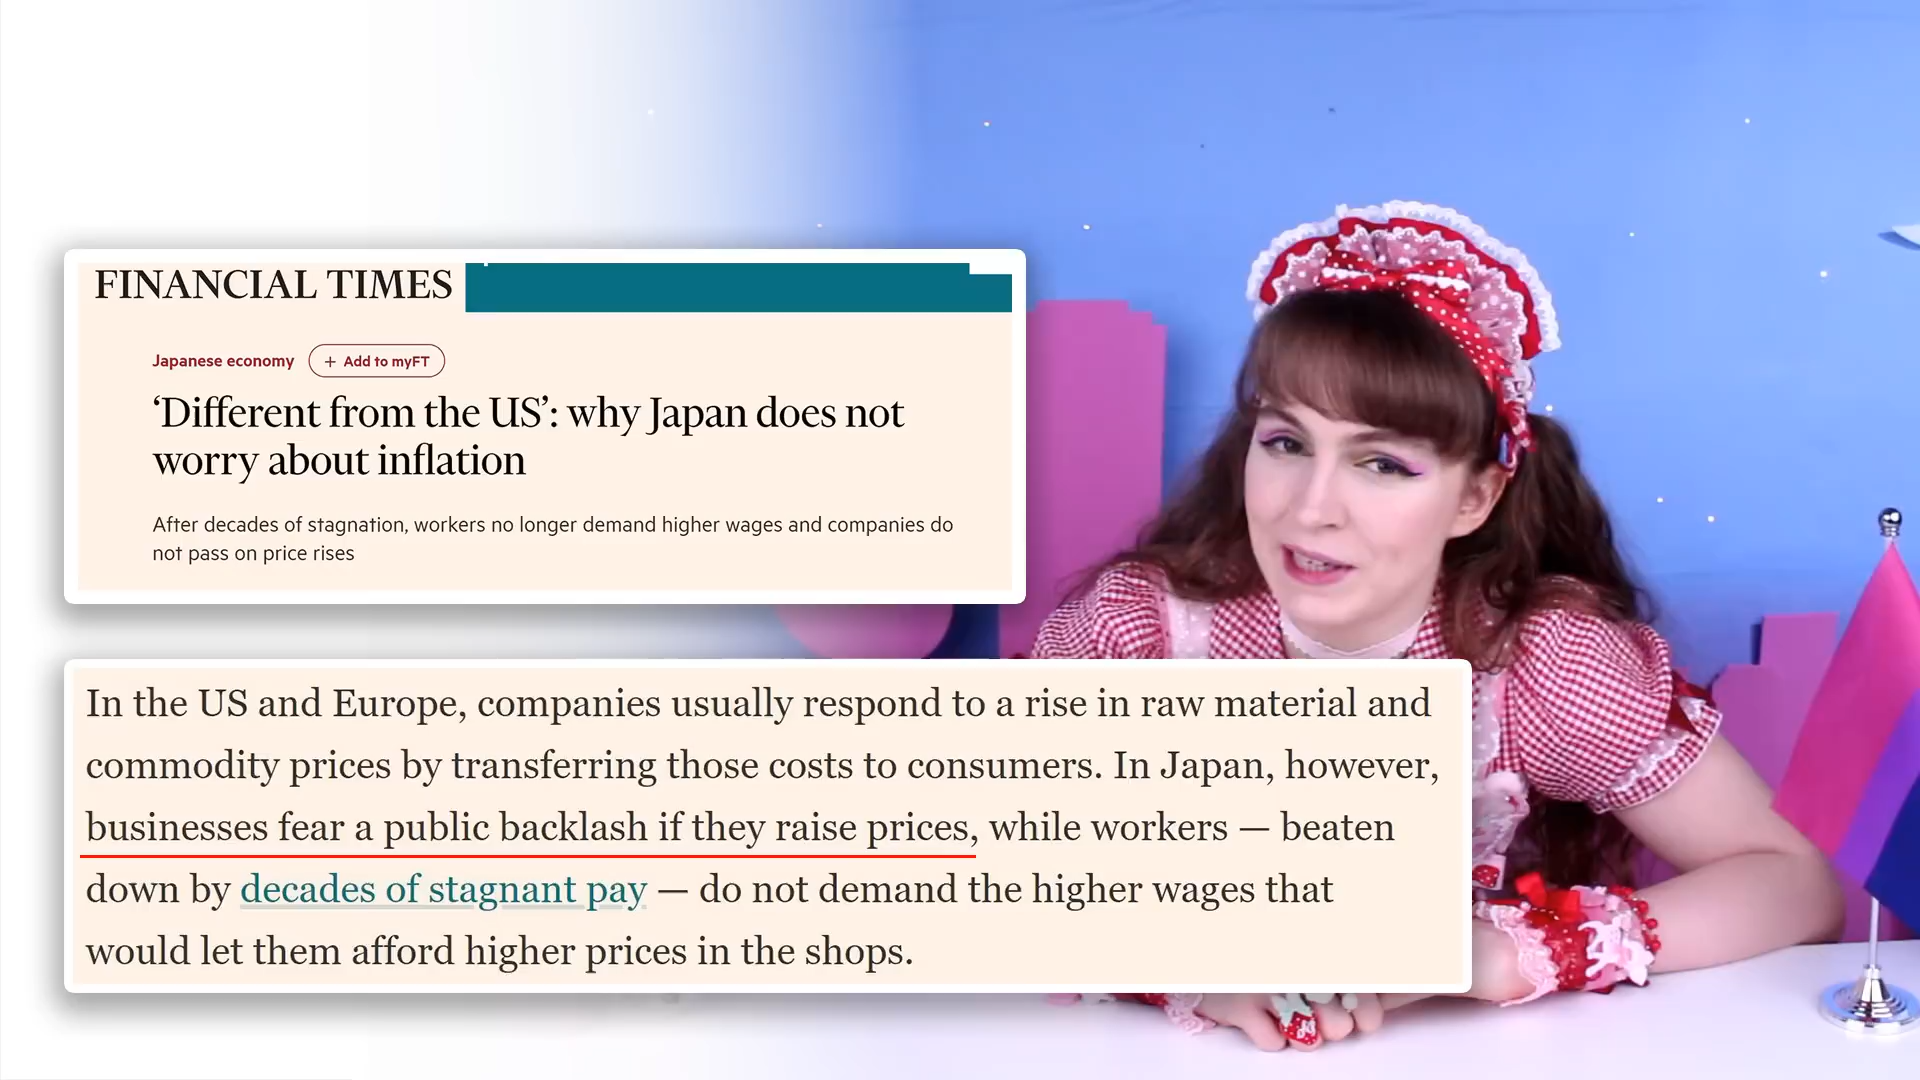 FINANCIAL TIMES
Japanese economy + Add to myFT
‘Different from the US’: why Japan does not
worry about inflation
After decades of stagnation, workers no longer demand higher wages and companies do
not pass on price rises
In the US and Europe, companies usually respond to a rise in raw material and
commodity prices by transferring those costs to consumers. In Japan, however,
businesses fear a public backlash if they raise prices, while workers — beaten
down by decades of stagnant pay — do not demand the higher wages that
would let them afford higher prices in the shops.